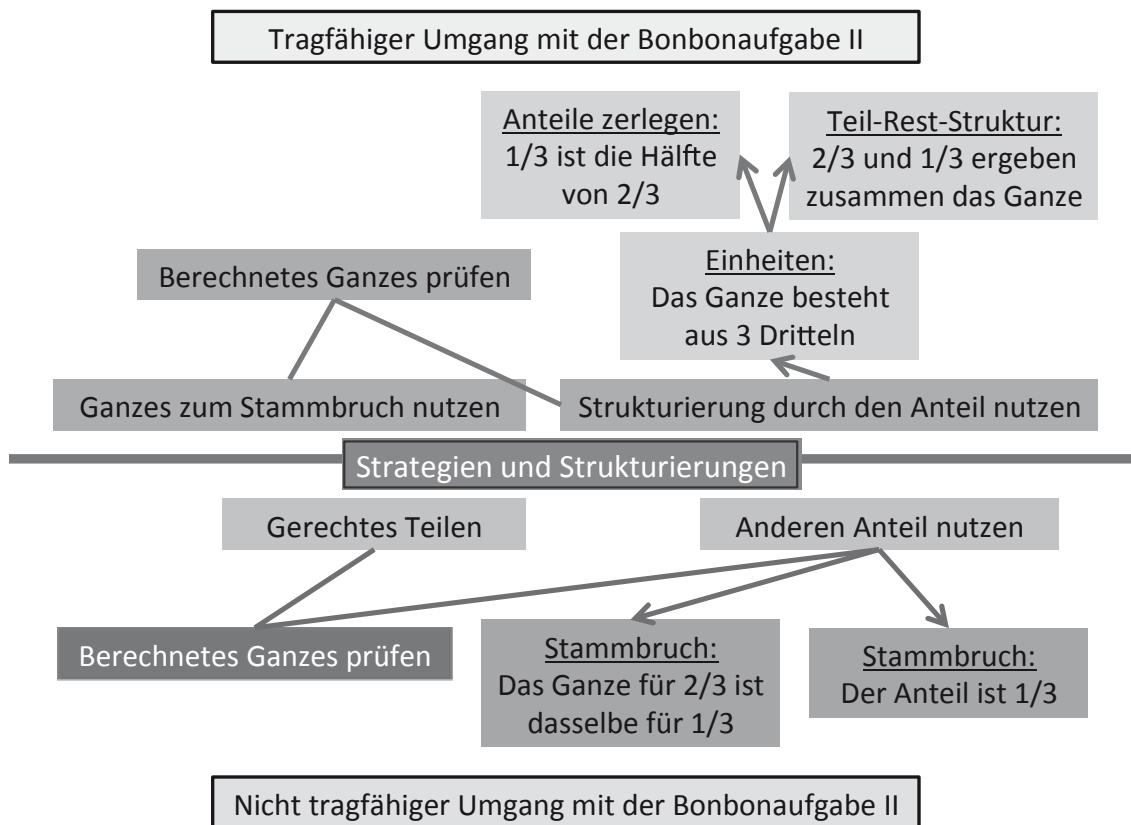 Tragfähiger Umgang mit der Bonbonaufgabe II
Anteile zerlegen:
1/3 ist die Hälfte
von 2/3
Teil-Rest-Struktur:
2/3 und 1/3 ergeben
zusammen das Ganze
Berechnetes Ganzes prüfen
Einheiten:
Das Ganze besteht
aus 3 Dritteln
Ganzes zum Stammbruch nutzen
Strukturierung durch den Anteil nutzen
Strategien und Strukturierungen
Gerechtes Teilen
Anderen Anteil nutzen
Berechnetes Ganzes prüfen
Stammbruch:
Das Ganze für 2/3 ist
dasselbe für 1/3
Stammbruch:
Der Anteil ist 1/3
Nicht tragfähiger Umgang mit der Bonbonaufgabe II